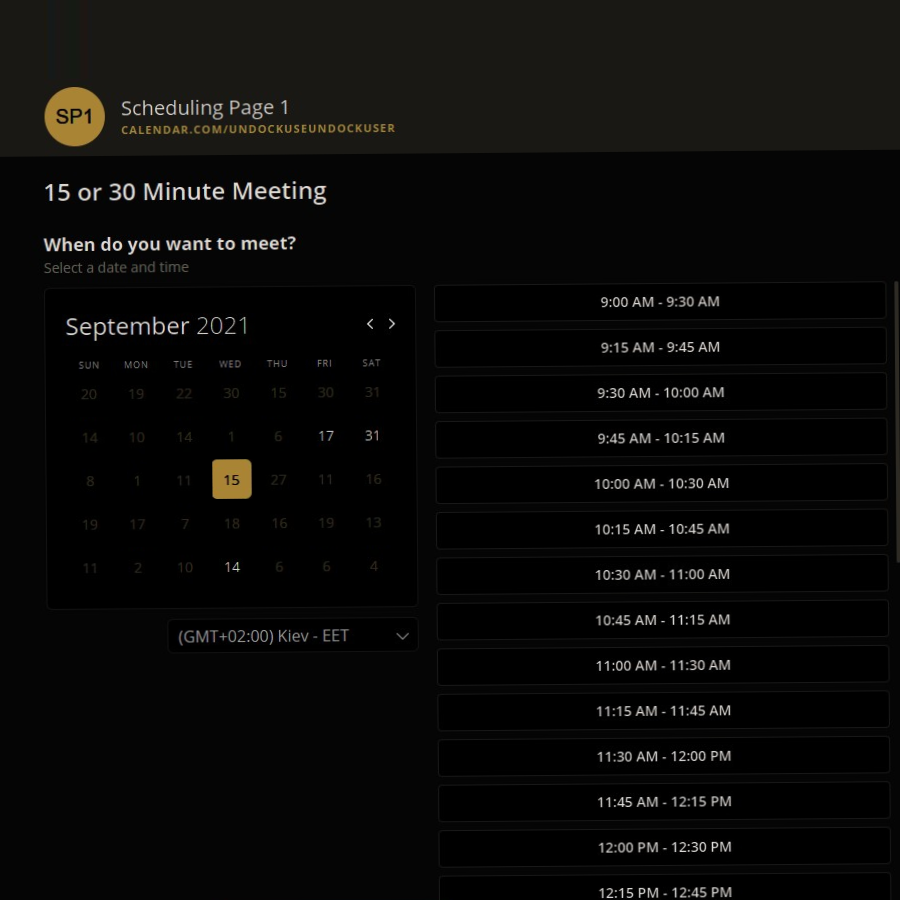 SP1
Scheduling Page 1
CALENDAR.COM/UNDOCKUSEUNDOCKUSER
15 or 30 Minute Meeting
When do you want to meet?
Select a date and time
September 2021
SUN MON TUE WED THU FRI SAT
20 19 22 30 15 30 31
14 10 14 1 6 17 31
8 1 11 15 27 11 16
19 17 7 18 16 19 13
11 2 10 14 6 6 4
(GMT+02:00) Kiev - EET
9:00 AM - 9:30 AM
9:15 AM - 9:45 AM
9:30 AM - 10:00 AM
9:45 AM - 10:15 AM
10:00 AM - 10:30 AM
10:15 AM - 10:45 AM
10:30 AM - 11:00 AM
10:45 AM - 11:15 AM
11:00 AM - 11:30 AM
11:15 AM - 11:45 AM
11:30 AM - 12:00 PM
11:45 AM - 12:15 PM
12:00 PM - 12:30 PM
12:15 PM - 12:45 PM